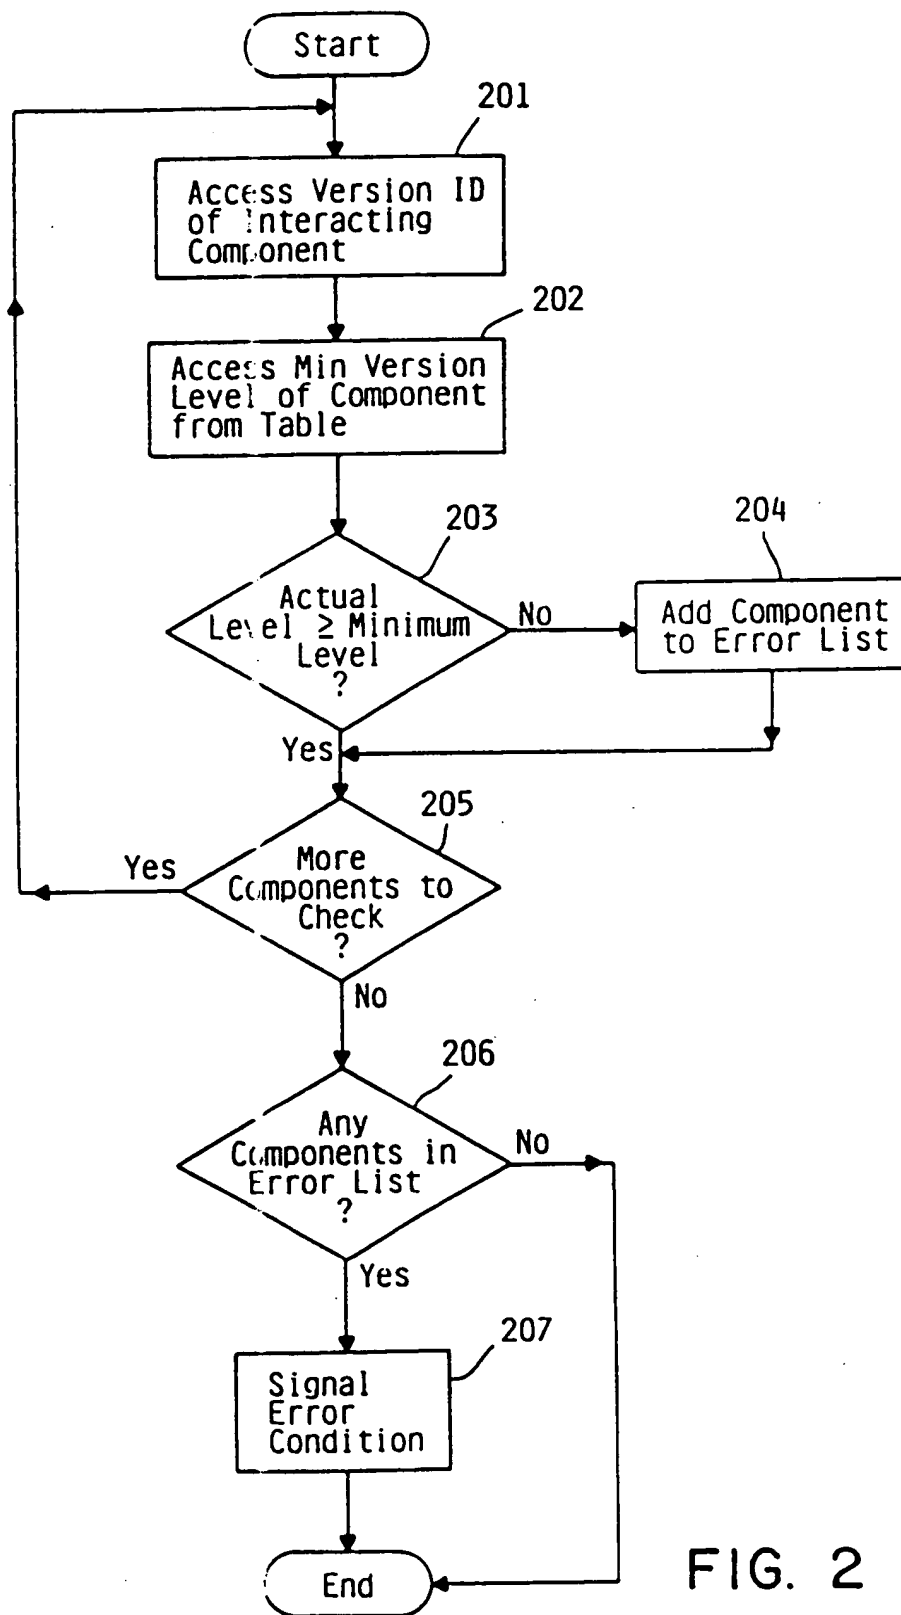 Start
201
Access Version ID
of Interacting
Component
202
Access Min Version
Level of Component
from Table
203
Actual
Level ≥ Minimum
Level
?
No
204
Add Component
to Error List
Yes
205
More
Components to
Check
?
Yes
No
206
Any
Components in
Error List
?
No
Yes
207
Signal
Error
Condition
End
FIG. 2